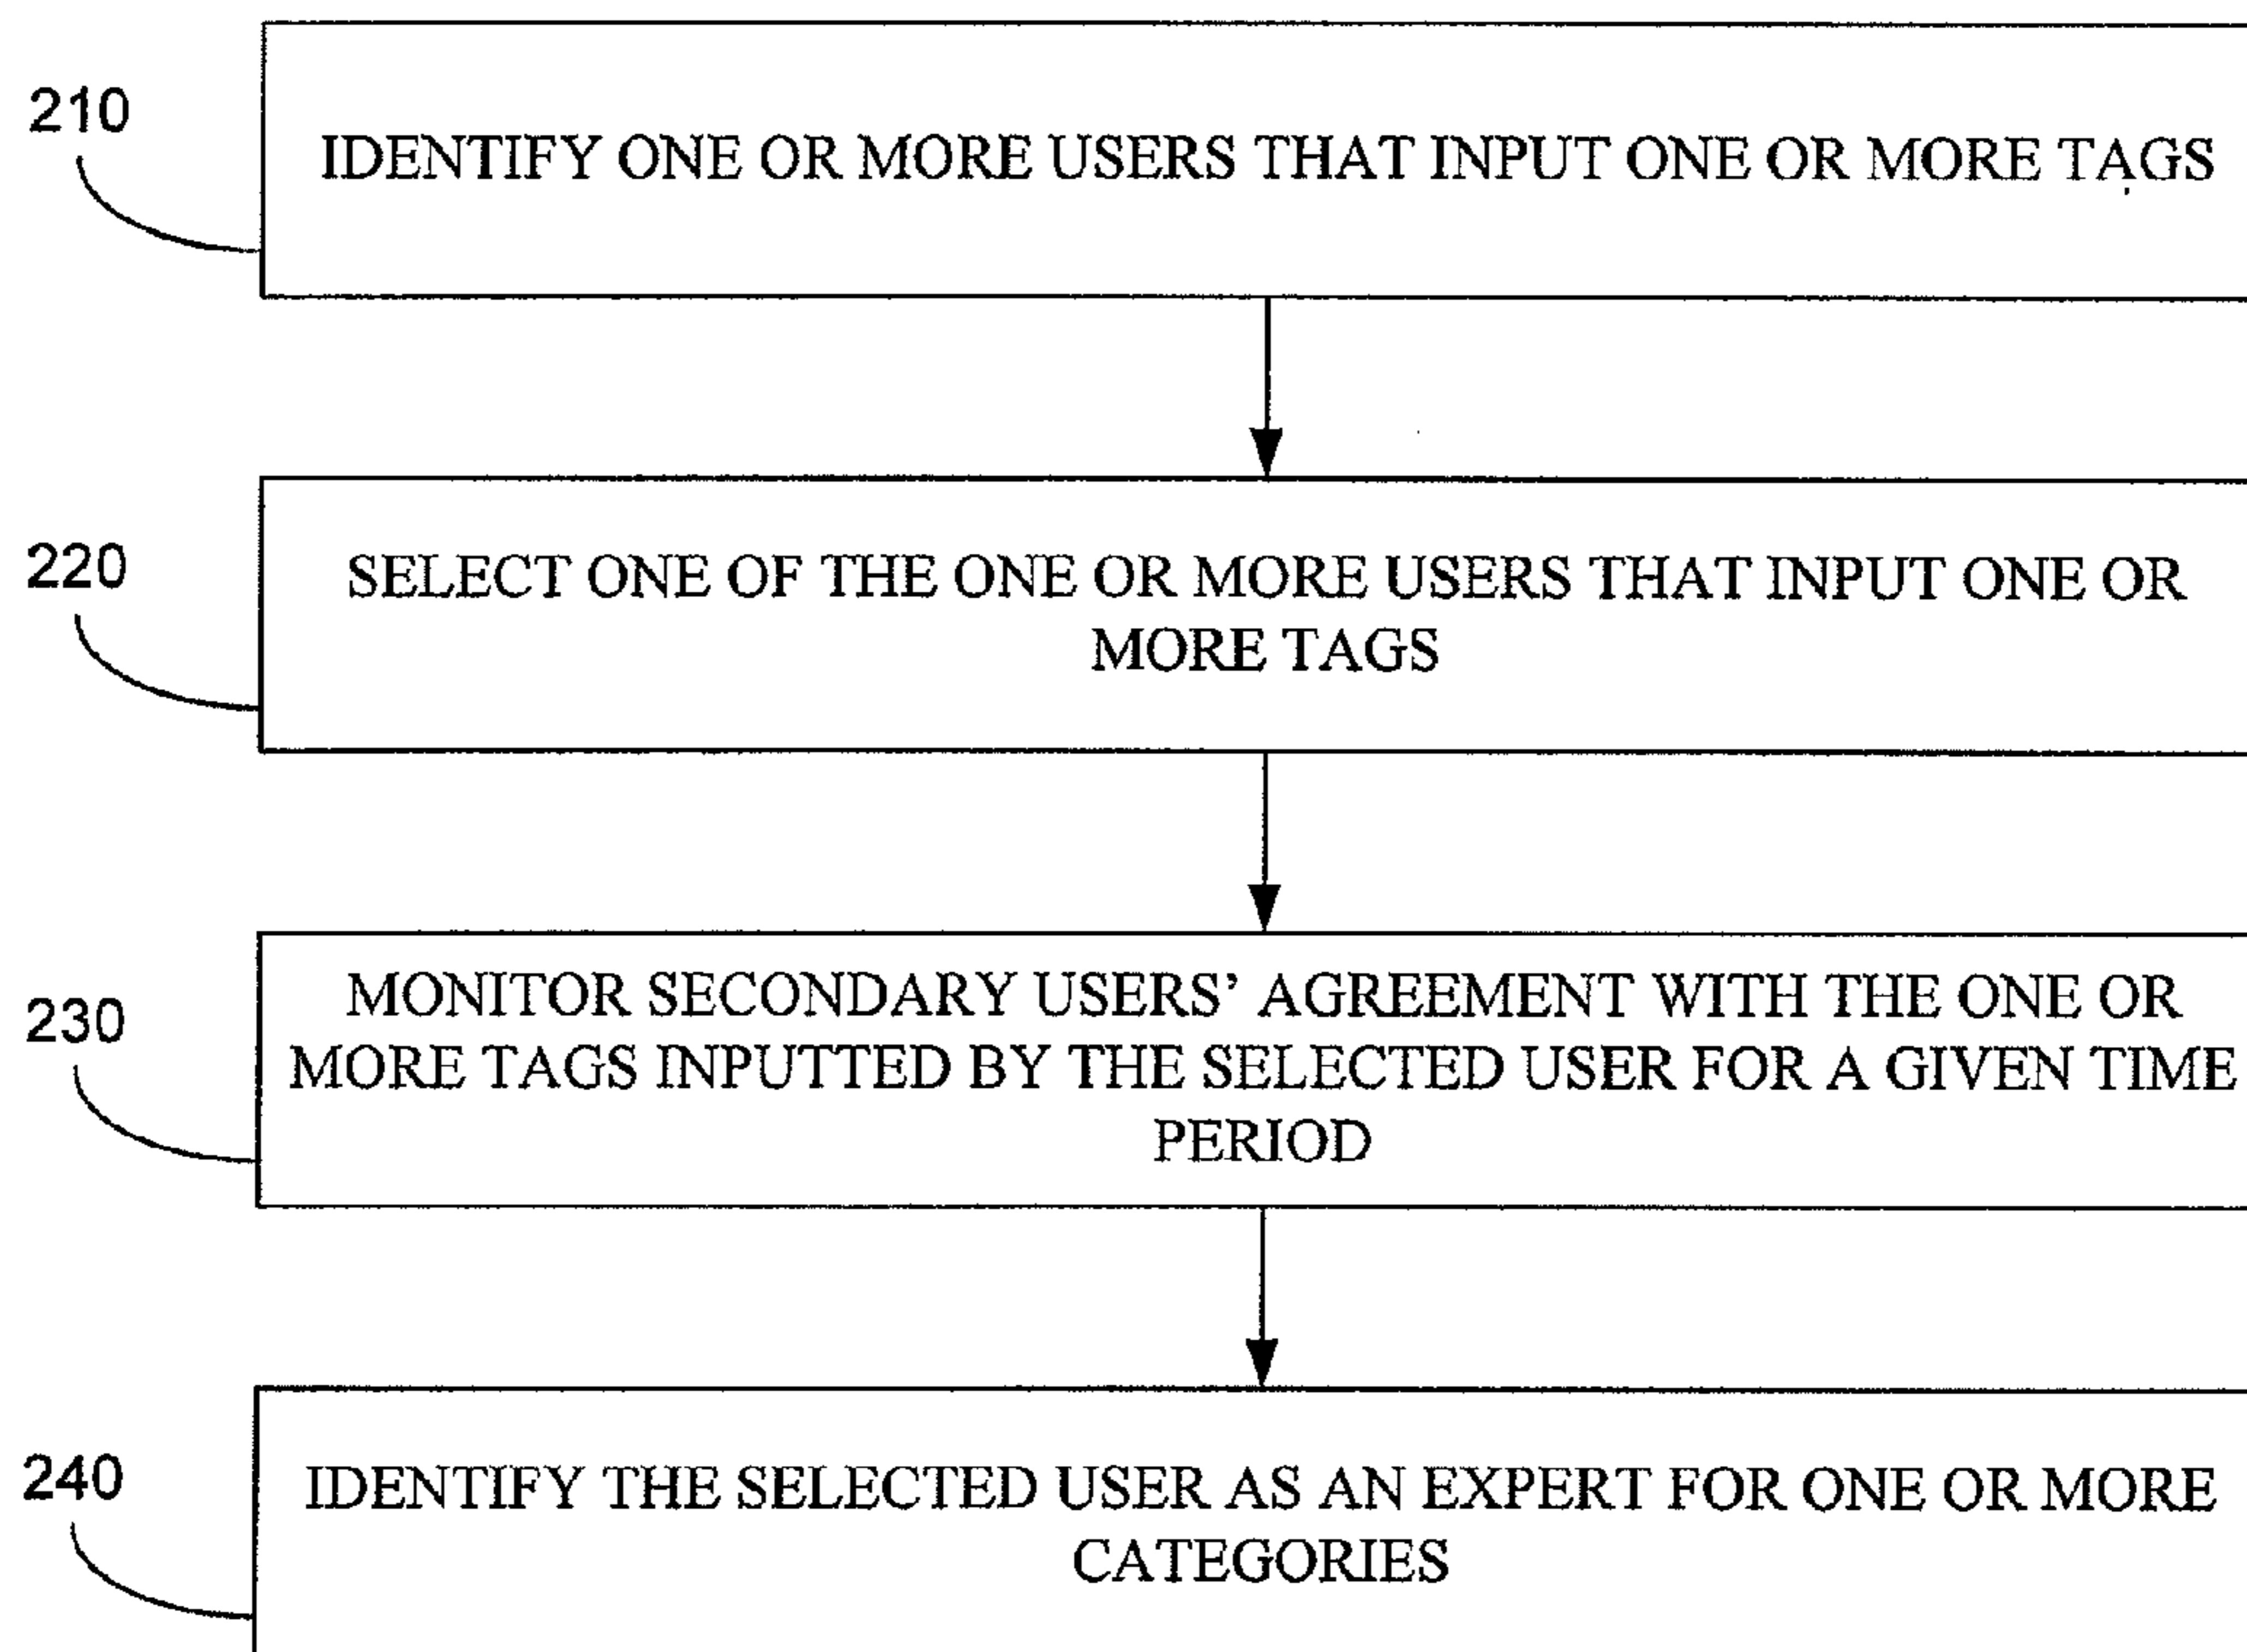 210
IDENTIFY ONE OR MORE USERS THAT INPUT ONE OR MORE TAGS
220
SELECT ONE OF THE ONE OR MORE USERS THAT INPUT ONE OR
MORE TAGS
230
MONITOR SECONDARY USERS’ AGREEMENT WITH THE ONE OR
MORE TAGS INPUTTED BY THE SELECTED USER FOR A GIVEN TIME
PERIOD
240
IDENTIFY THE SELECTED USER AS AN EXPERT FOR ONE OR MORE
CATEGORIES